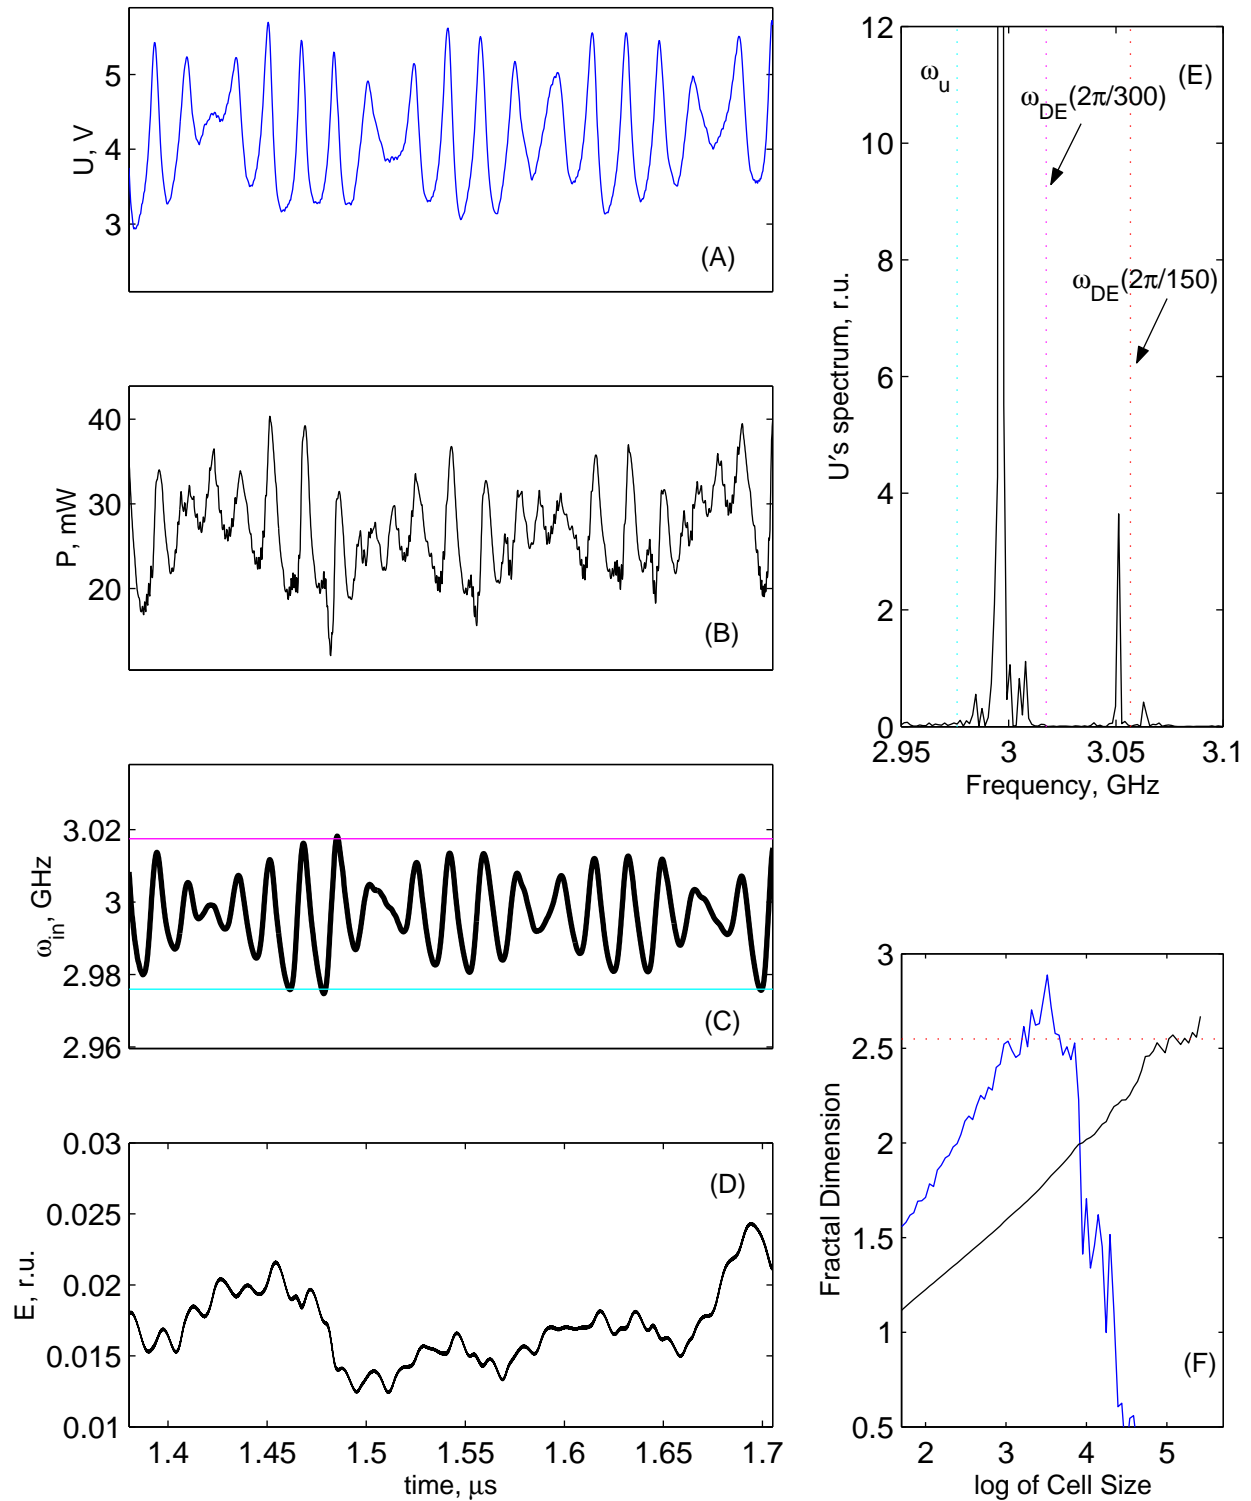 5
4
3
U, V
(A)
40
30
20
P, mW
(B)
3.02
3
2.98
2.96
ω_in, GHz
(C)
0.03
0.025
0.02
0.015
0.01
E, r.u.
(D)
1.4 1.45 1.5 1.55 1.6 1.65 1.7
time, μs
12
10
8
6
4
2
0
U's spectrum, r.u.
ω_u
ω_DE(2π/300)
(E)
ω_DE(2π/150)
2.95 3 3.05 3.1
Frequency, GHz
3
2.5
2
1.5
1
0.5
Fractal Dimension
(F)
2 3 4 5
log of Cell Size